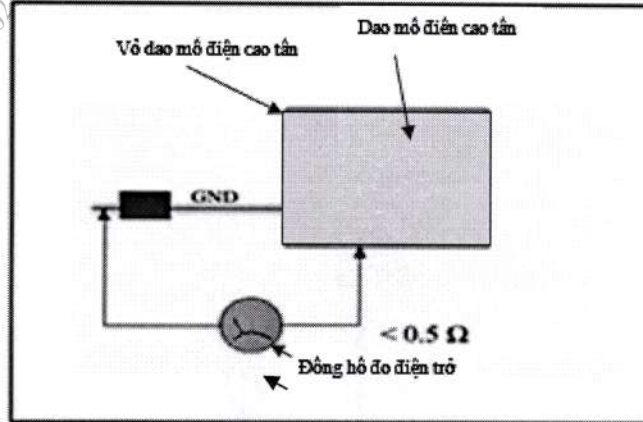 Dao mổ điện cao tần
Vỏ dao mổ điện cao tần
GND
< 0.5 Ω
Đồng hồ đo điện trở